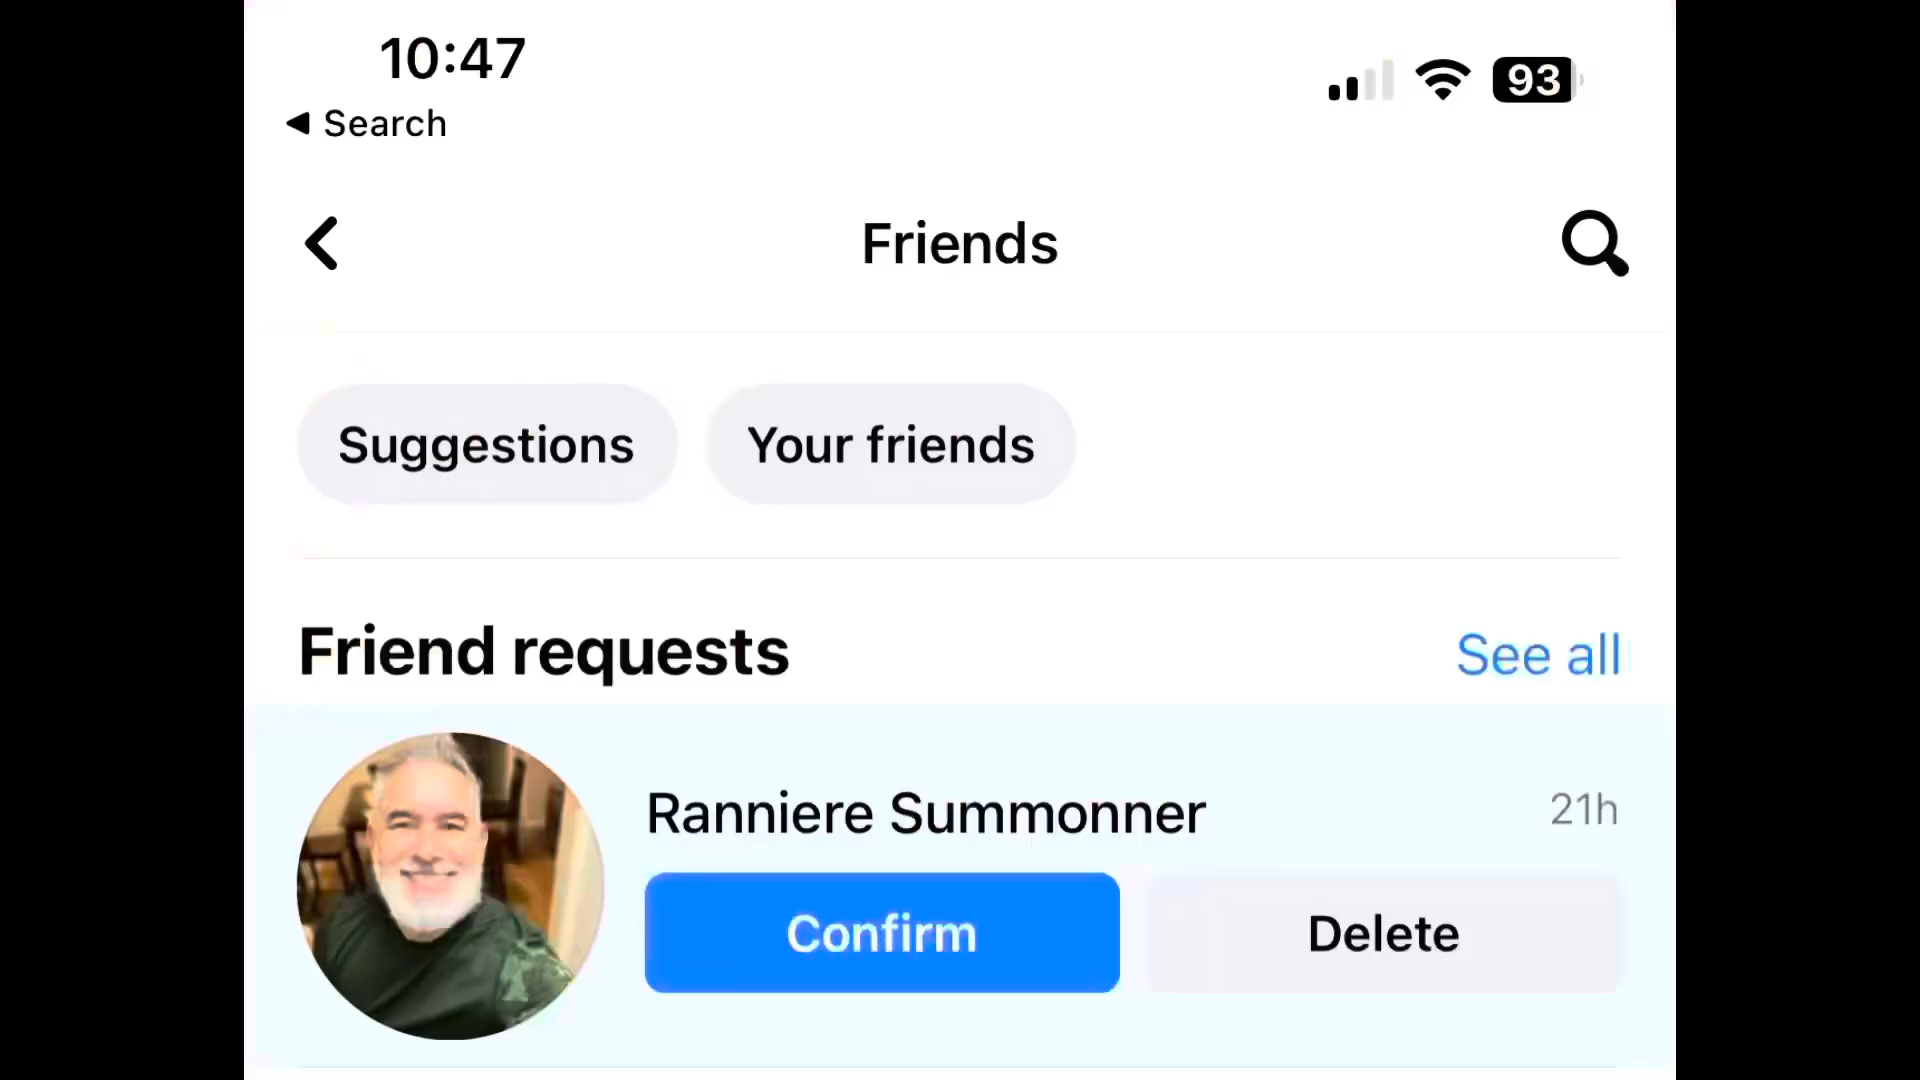 10:47
93
Search
Friends
Suggestions
Your friends
Friend requests
See all
Ranniere Summonner
21h
Confirm
Delete